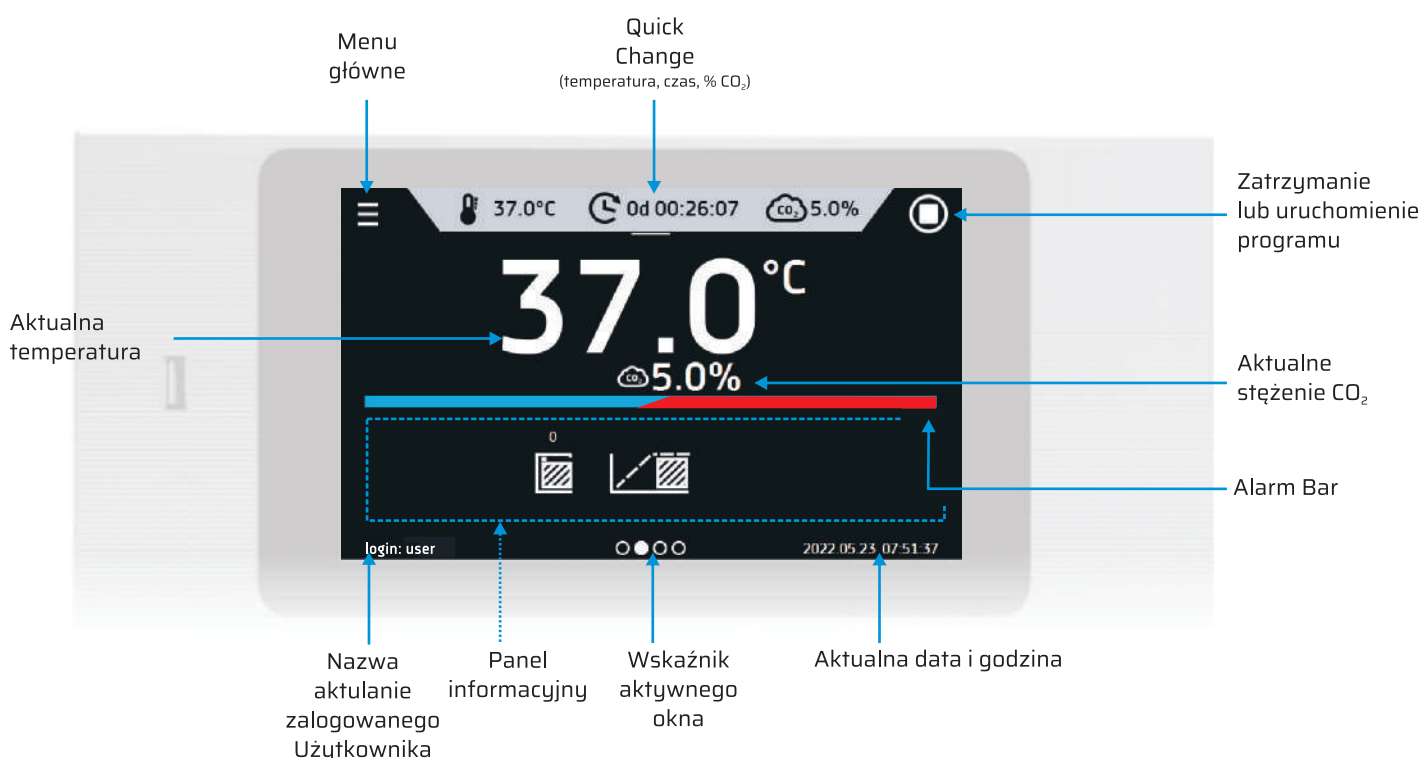 Menu
główne
Quick
Change
(temperatura, czas, % CO₂)
37.0°C
0d 00:26:07
CO₂
5.0%
Zatrzymanie
lub uruchomienie
programu
37.0°C
Aktualna
temperatura
CO₂
5.0%
Aktualne
stężenie CO₂
0
Alarm Bar
login: user
2022.05.23 07:51:37
Nazwa
aktulanie
zalogowanego
Użytkownika
Panel
informacyjny
Wskaźnik
aktywnego
okna
Aktualna data i godzina